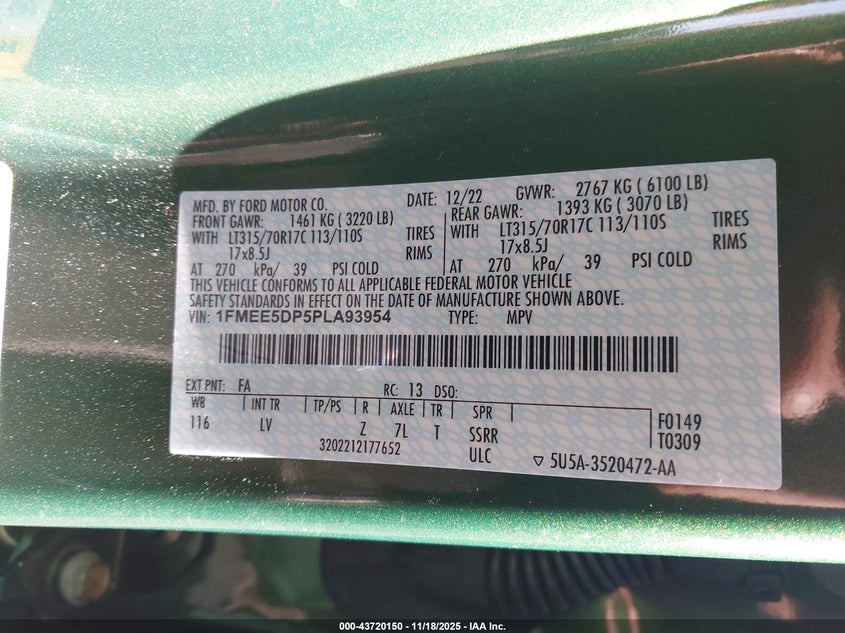 MFD. BY FORD MOTOR CO. DATE: 12/22 GVWR: 2767 KG ( 6100 LB)
FRONT GAWR: 1461 KG ( 3220 LB) REAR GAWR: 1393 KG ( 3070 LB)
WITH LT315/70R17C 113/110S TIRES WITH LT315/70R17C 113/110S TIRES
17x8.5J RIMS 17x8.5J RIMS
AT 270 kPa/ 39 PSI COLD AT 270 kPa/ 39 PSI COLD
THIS VEHICLE CONFORMS TO ALL APPLICABLE FEDERAL MOTOR VEHICLE
SAFETY STANDARDS IN EFFECT ON THE DATE OF MANUFACTURE SHOWN ABOVE.
VIN: 1FMEE5DP5PLA93954 TYPE: MPV
EXT PNT: FA RC: 13 DSO:
WB INT TR TP/PS R AXLE TR SPR
116 LV Z 7L T SSRR
F0149
T0309
3202212177652 ULC ▽ 5U5A-3520472-AA
000-43720150 - 11/18/2025 - IAA Inc.